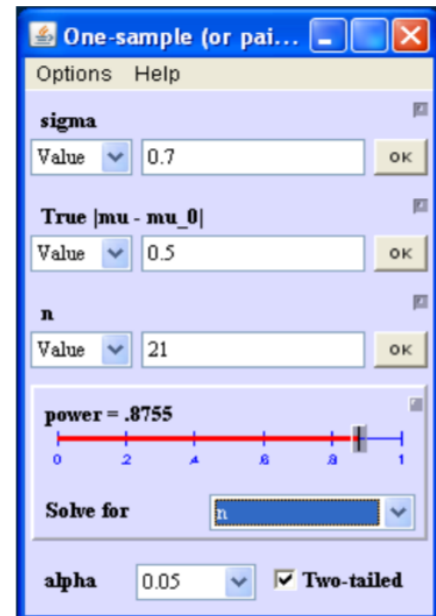 One-sample (or pai...
Options Help
sigma
Value 0.7 OK
True |mu - mu_0|
Value 0.5 OK
n
Value 21 OK
power = .8755
0 .2 .4 .6 .8 1
Solve for n
alpha 0.05 Two-tailed